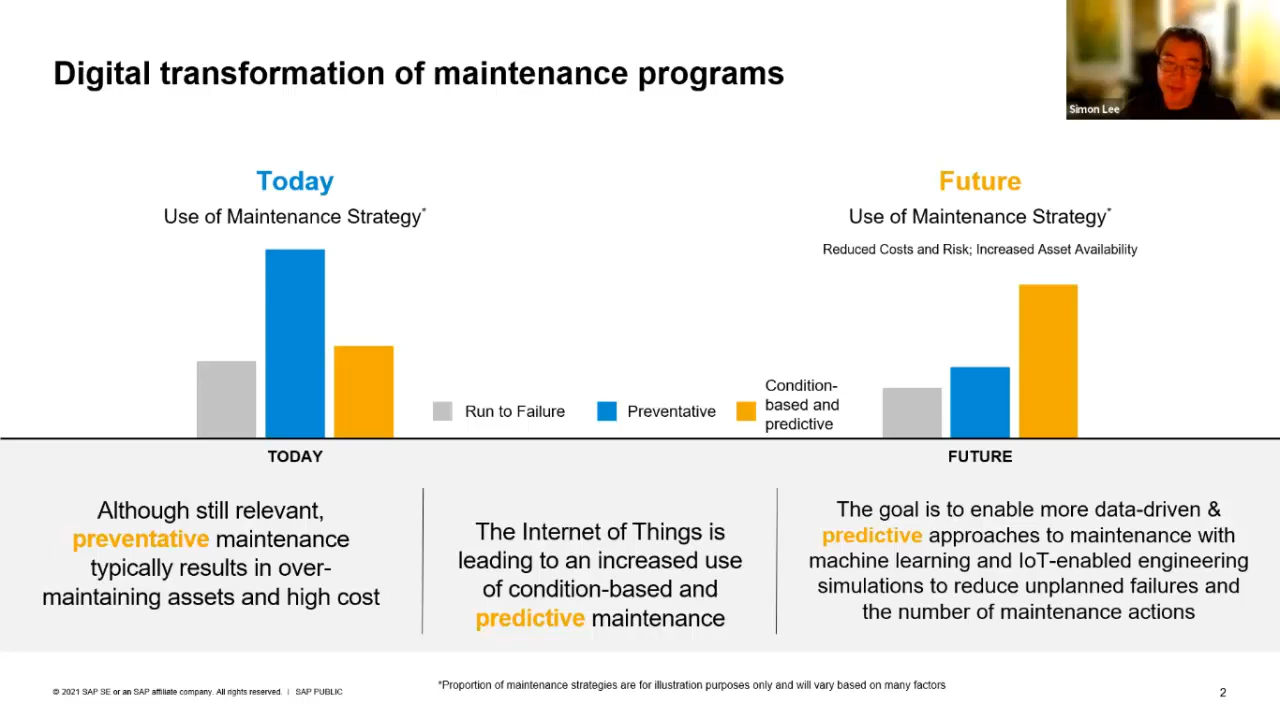 Digital transformation of maintenance programs
Simon Lee
Today
Use of Maintenance Strategy*
Future
Use of Maintenance Strategy*
Reduced Costs and Risk; Increased Asset Availability
Run to Failure
Preventative
Condition-
based and
predictive
TODAY
FUTURE
Although still relevant,
preventative maintenance
typically results in over-
maintaining assets and high cost
The Internet of Things is
leading to an increased use
of condition-based and
predictive maintenance
The goal is to enable more data-driven &
predictive approaches to maintenance with
machine learning and IoT-enabled engineering
simulations to reduce unplanned failures and
the number of maintenance actions
© 2021 SAP SE or an SAP affiliate company. All rights reserved. | SAP PUBLIC
*Proportion of maintenance strategies are for illustration purposes only and will vary based on many factors
2